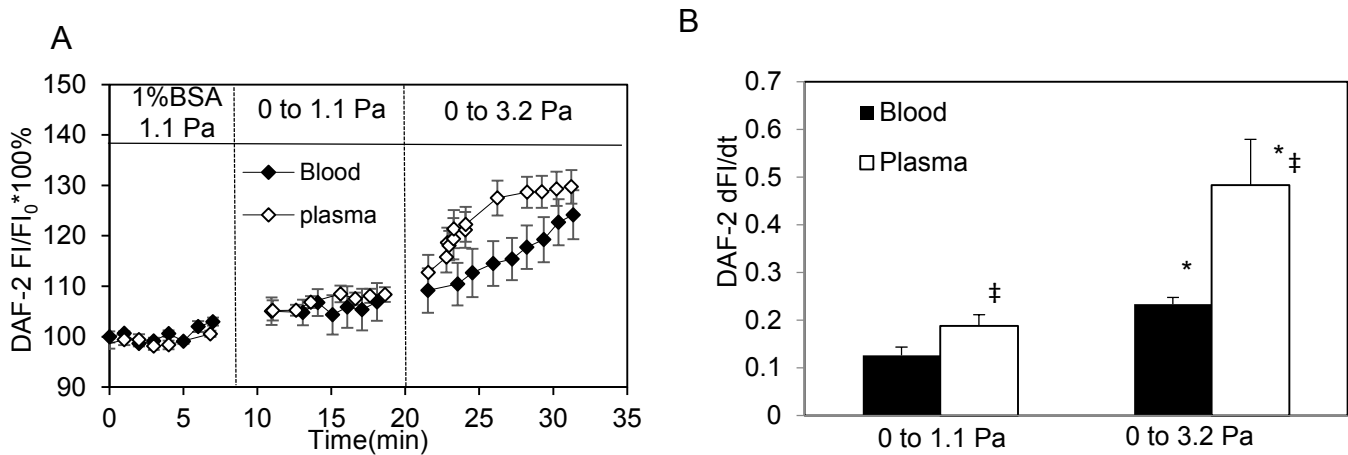 A
DAF-2 FI/FI₀*100%
150
140
130
120
110
100
90
1%BSA
1.1 Pa
0 to 1.1 Pa
0 to 3.2 Pa
Blood
plasma
0
5
10
15
20
25
30
35
Time(min)
B
DAF-2 dFI/dt
0.7
0.6
0.5
0.4
0.3
0.2
0.1
0
Blood
Plasma
‡
*
* ‡
0 to 1.1 Pa
0 to 3.2 Pa